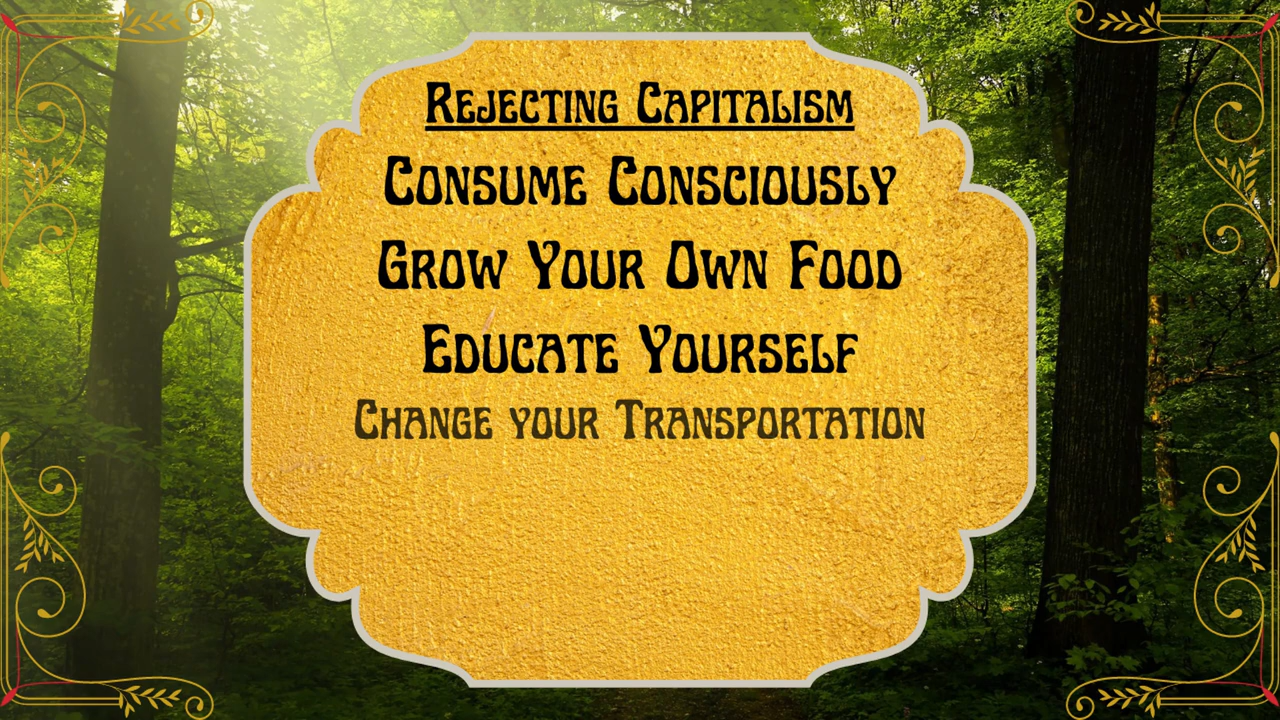 Rejecting Capitalism
Consume Consciously
Grow Your Own Food
Educate Yourself
Change your Transportation